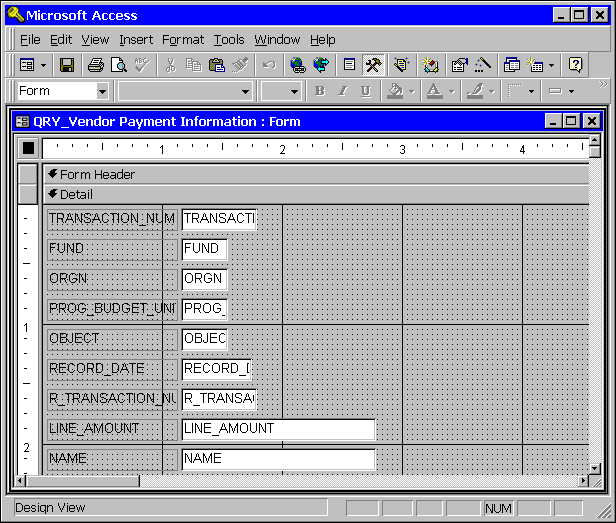 Microsoft Access
File Edit View Insert Format Tools Window Help
ABC
Form B I U A
QRY_Vendor Payment Information : Form
1 2 3 4
Form Header
Detail
TRANSACTION_NUM TRANSACTI
FUND FUND
ORGN ORGN
PROG_BUDGET_UNI PROG_
1
OBJECT OBJEC
RECORD_DATE RECORD_D
R_TRANSACTION_NU R_TRANSA
LINE_AMOUNT LINE_AMOUNT
2
NAME NAME
Design View NUM